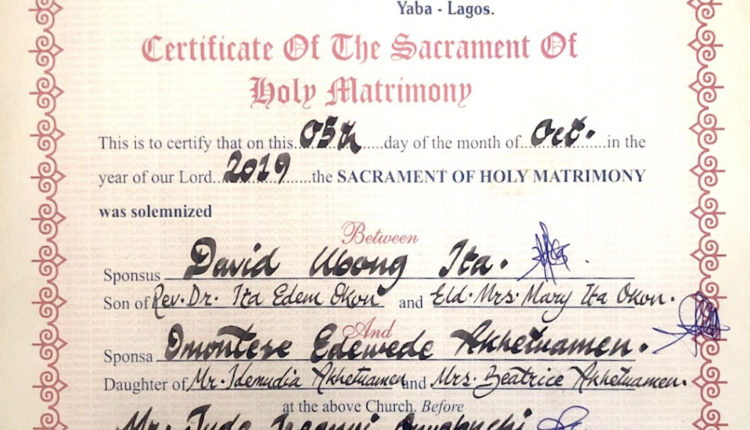 Yaba - Lagos.
Certificate Of The Sacrament Of
Holy Matrimony
This is to certify that on this 05th day of the month of Oct. in the
year of our Lord 2019 the SACRAMENT OF HOLY MATRIMONY
was solemnized
Between
Sponsus David Ubong Ita.
Son of Rev. Dr. Ita Edem Okon and Eld. Mrs. Mary Ita Okon.
And
Sponsa Omontese Edewede Akhetuamen.
Daughter of Mr. Idemudia Akhetuamen and Mrs. Beatrice Akhetuamen.
at the above Church. Before
Mr. Jude